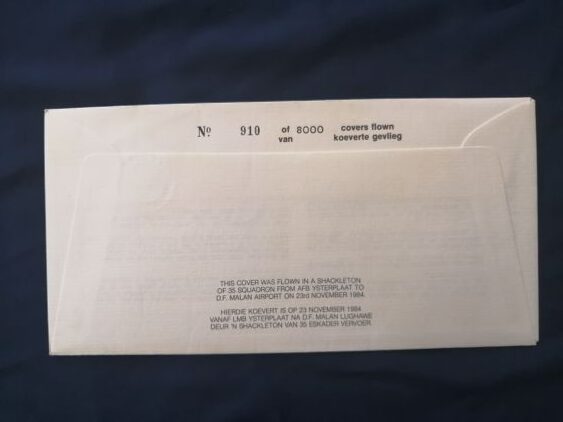 Nº 910 of 8000 covers flown
van koeverte gevlieg
THIS COVER WAS FLOWN IN A SHACKLETON
OF 35 SQUADRON FROM AFB YSTERPLAAT TO
D.F. MALAN AIRPORT ON 23rd NOVEMBER 1984.
HIERDIE KOEVERT IS OP 23 NOVEMBER 1984
VANAF LMB YSTERPLAAT NA D.F. MALAN LUGHAWE
DEUR 'N SHACKLETON VAN 35 ESKADER VERVOER.